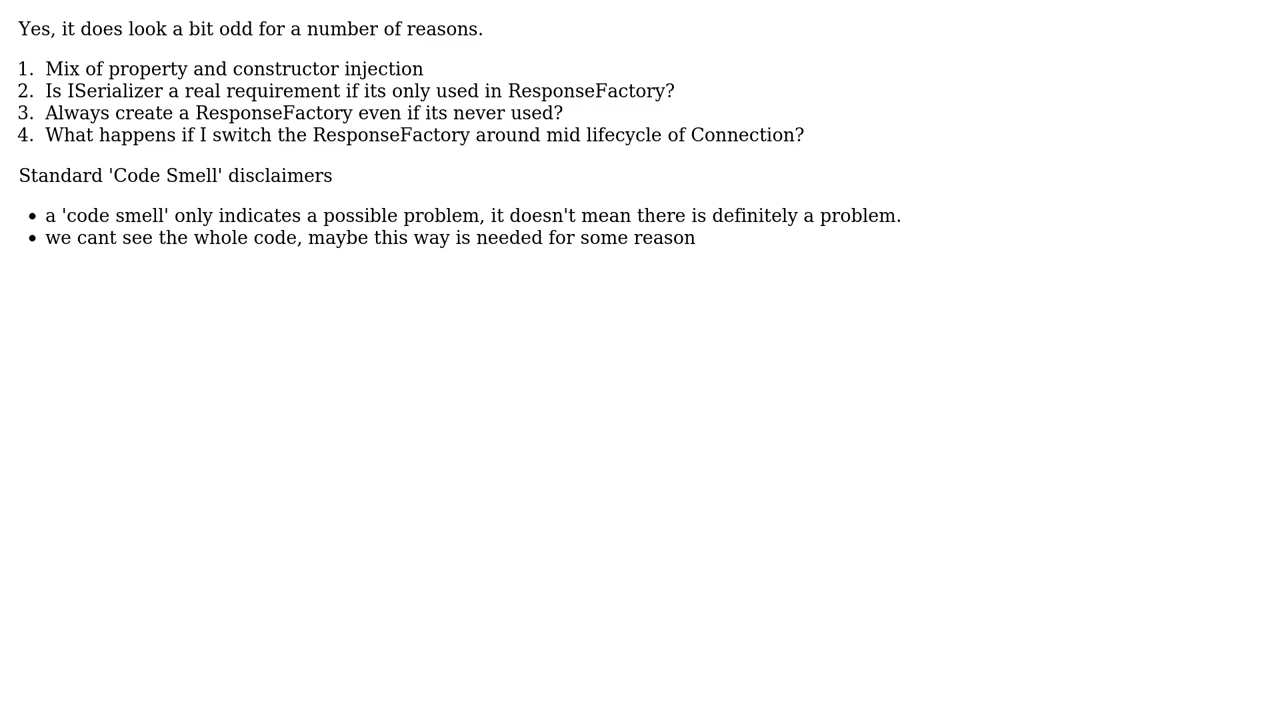 Yes, it does look a bit odd for a number of reasons.
1. Mix of property and constructor injection
2. Is ISerializer a real requirement if its only used in ResponseFactory?
3. Always create a ResponseFactory even if its never used?
4. What happens if I switch the ResponseFactory around mid lifecycle of Connection?
Standard 'Code Smell' disclaimers
• a 'code smell' only indicates a possible problem, it doesn't mean there is definitely a problem.
• we cant see the whole code, maybe this way is needed for some reason